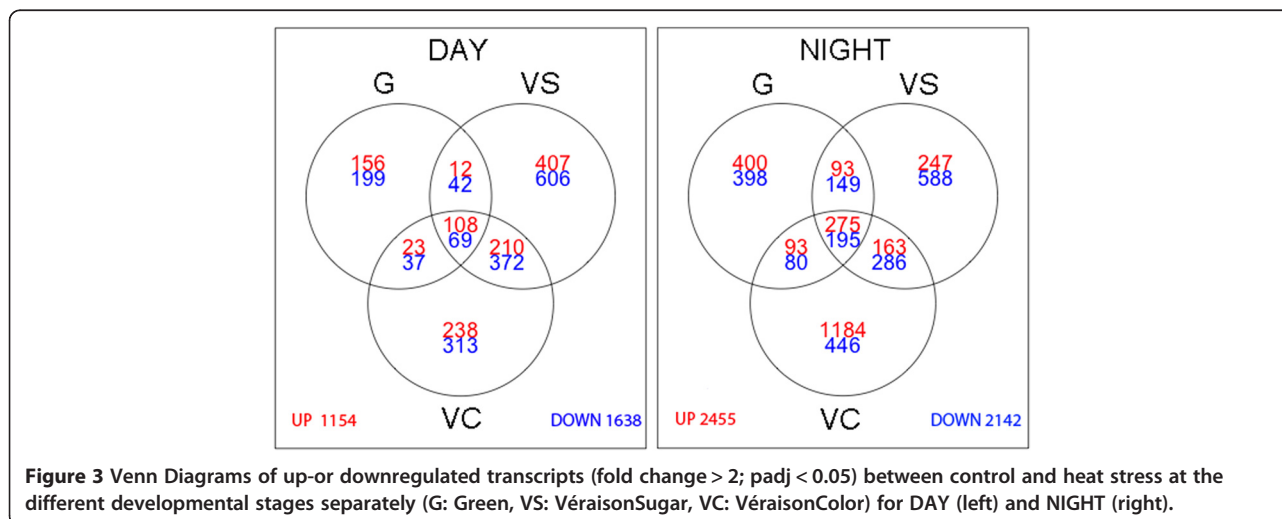 DAY
G VS
156 12 407
199 42 606
108
23 69 210
37 372
238
313
UP 1154 VC DOWN 1638
NIGHT
G VS
400 93 247
398 149 588
275
93 195 163
80 286
1184
446
UP 2455 VC DOWN 2142
Figure 3 Venn Diagrams of up-or downregulated transcripts (fold change > 2; padj < 0.05) between control and heat stress at the
different developmental stages separately (G: Green, VS: VéraisonSugar, VC: VéraisonColor) for DAY (left) and NIGHT (right).